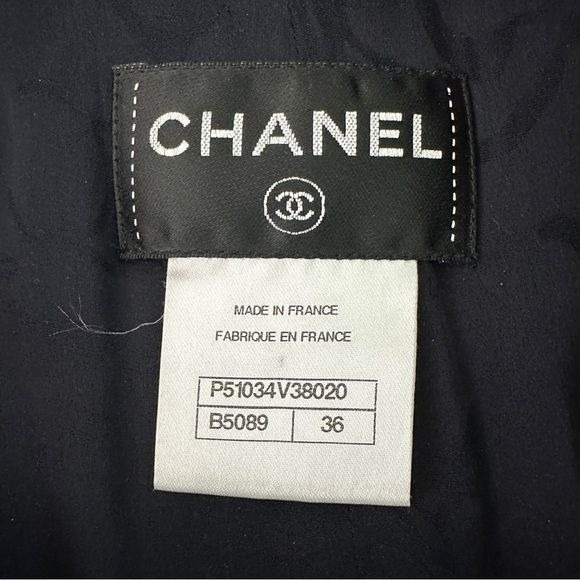 CHANEL
MADE IN FRANCE
FABRIQUE EN FRANCE
P51034V38020
B5089 36